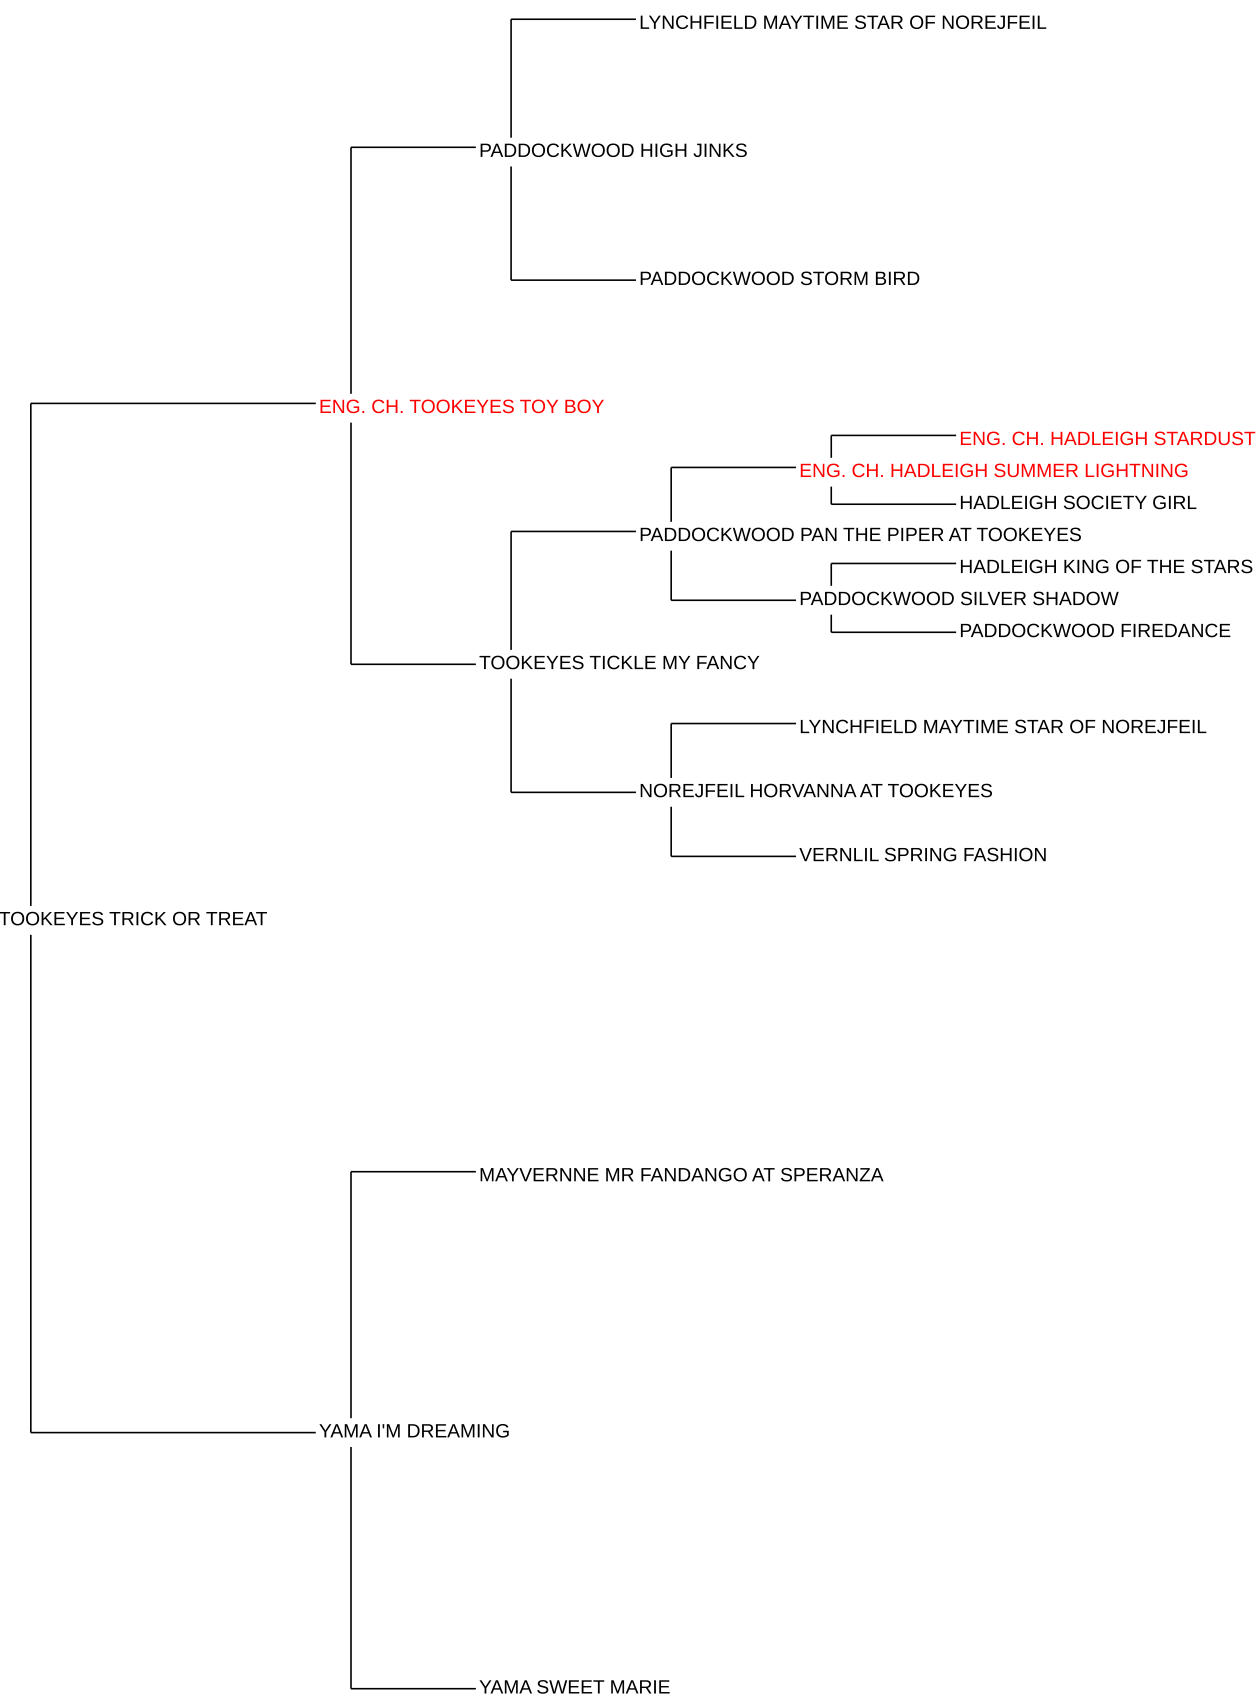 LYNCHFIELD MAYTIME STAR OF NOREJFEIL
PADDOCKWOOD HIGH JINKS
PADDOCKWOOD STORM BIRD
ENG. CH. TOOKEYES TOY BOY
ENG. CH. HADLEIGH STARDUST
ENG. CH. HADLEIGH SUMMER LIGHTNING
HADLEIGH SOCIETY GIRL
PADDOCKWOOD PAN THE PIPER AT TOOKEYES
HADLEIGH KING OF THE STARS
PADDOCKWOOD SILVER SHADOW
PADDOCKWOOD FIREDANCE
TOOKEYES TICKLE MY FANCY
LYNCHFIELD MAYTIME STAR OF NOREJFEIL
NOREJFEIL HORVANNA AT TOOKEYES
VERNLIL SPRING FASHION
TOOKEYES TRICK OR TREAT
MAYVERNNE MR FANDANGO AT SPERANZA
YAMA I'M DREAMING
YAMA SWEET MARIE